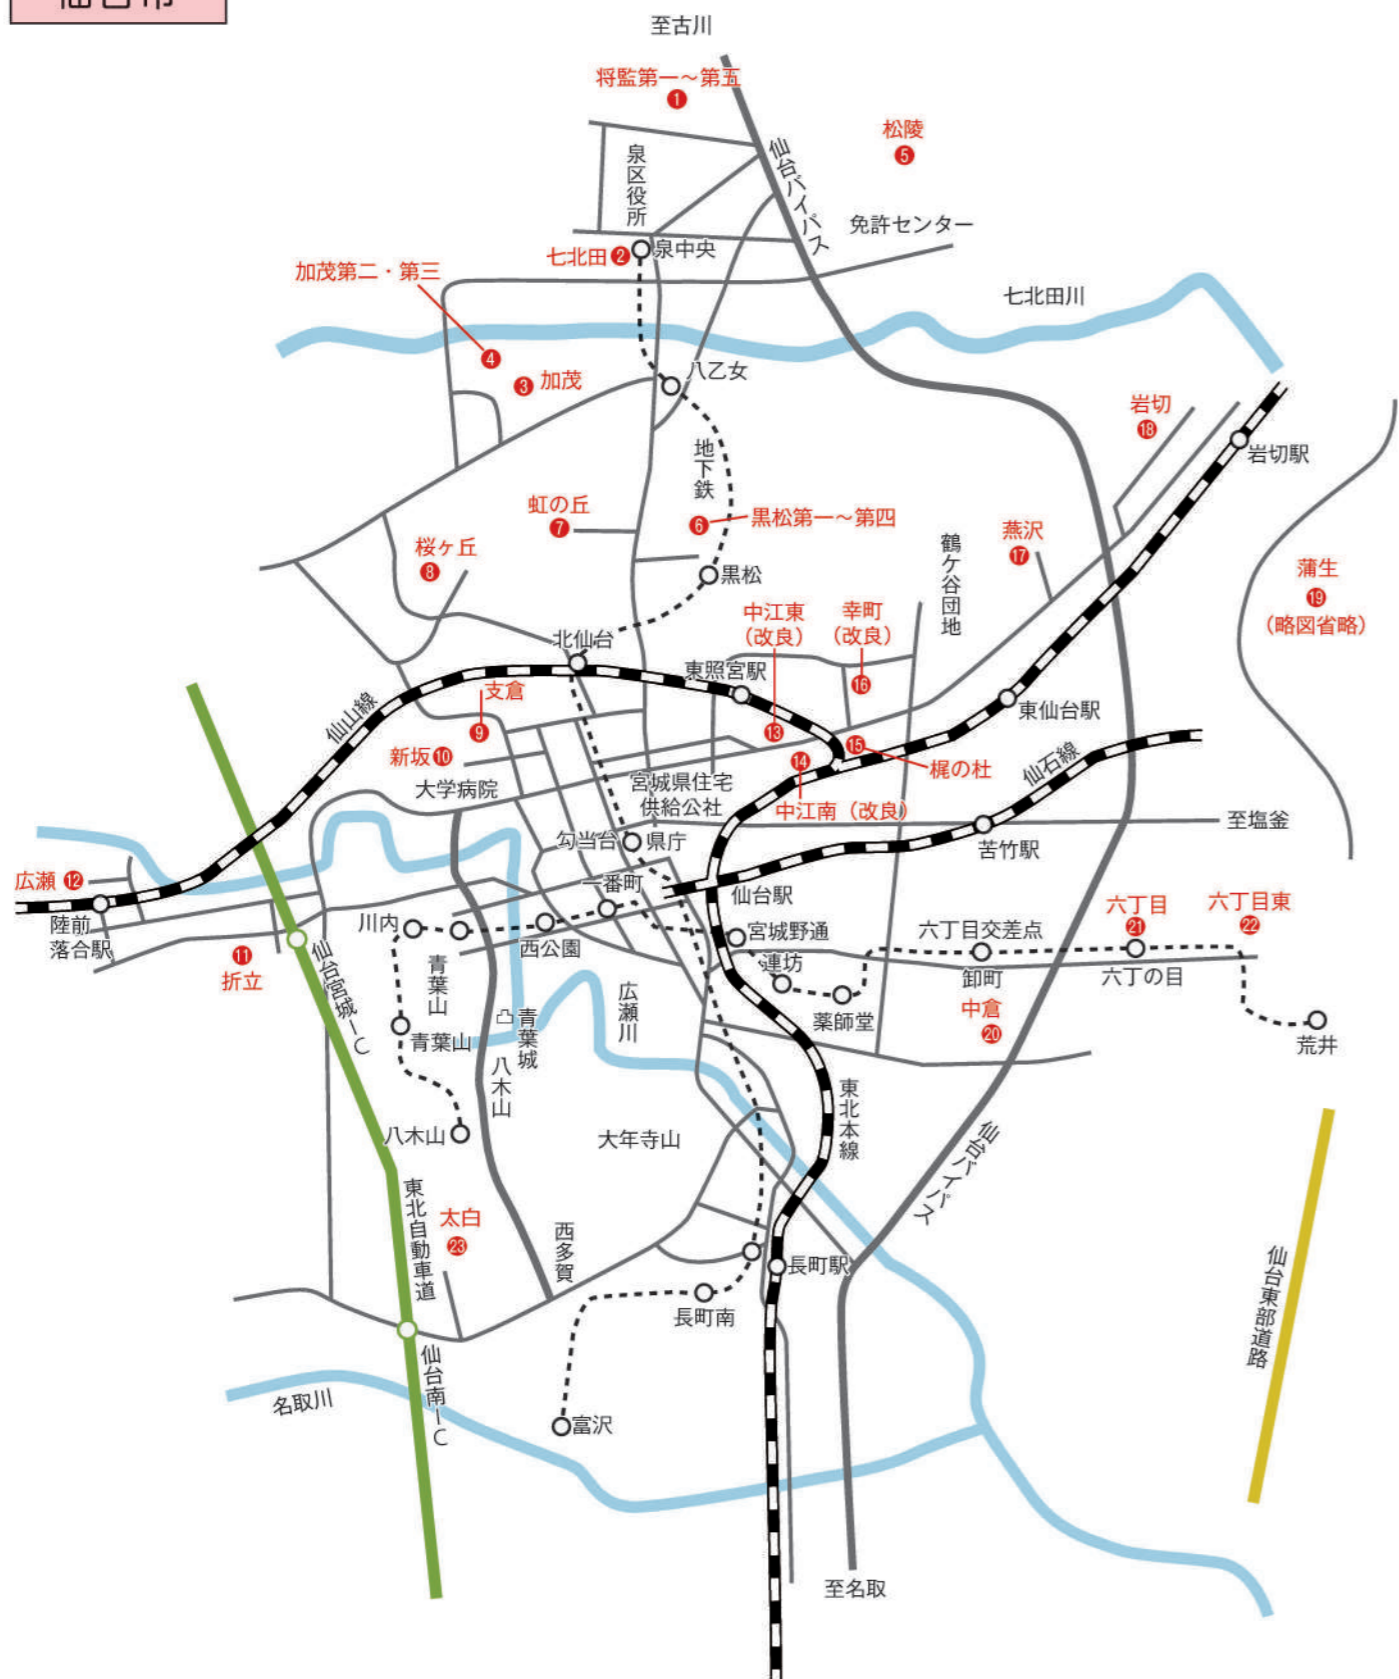 仙台市
至古川
将監第一〜第五
❶
松陵
❺
仙台バイパス
泉区役所
免許センター
七北田❷
泉中央
加茂第二・第三
❹
七北田川
❸加茂
八乙女
岩切
⓲
岩切駅
地下鉄
虹の丘
❼
❻
黒松第一〜第四
桜ヶ丘
❽
黒松
鶴ケ谷団地
燕沢
⓱
蒲生
⓳
（略図省略）
中江東
（改良）
⓭
幸町
（改良）
⓰
北仙台
東照宮駅
仙山線
支倉
❾
東仙台駅
新坂❿
⓯
梶の杜
仙石線
⓮
中江南（改良）
大学病院
宮城県住宅
供給公社
至塩釜
勾当台
県庁
苦竹駅
広瀬⓬
陸前
落合駅
一番町
仙台駅
川内
西公園
宮城野通
六丁目交差点
六丁目
㉑
六丁目東
㉒
⓫
折立
仙台宮城IC
青葉山
連坊
卸町
六丁の目
青葉山
凸青葉城
広瀬川
薬師堂
中倉
⓴
荒井
八木山
八木山
大年寺山
東北本線
仙台バイパス
東北自動車道
太白
㉓
西多賀
長町駅
長町南
仙台東部道路
仙台南IC
名取川
富沢
至名取